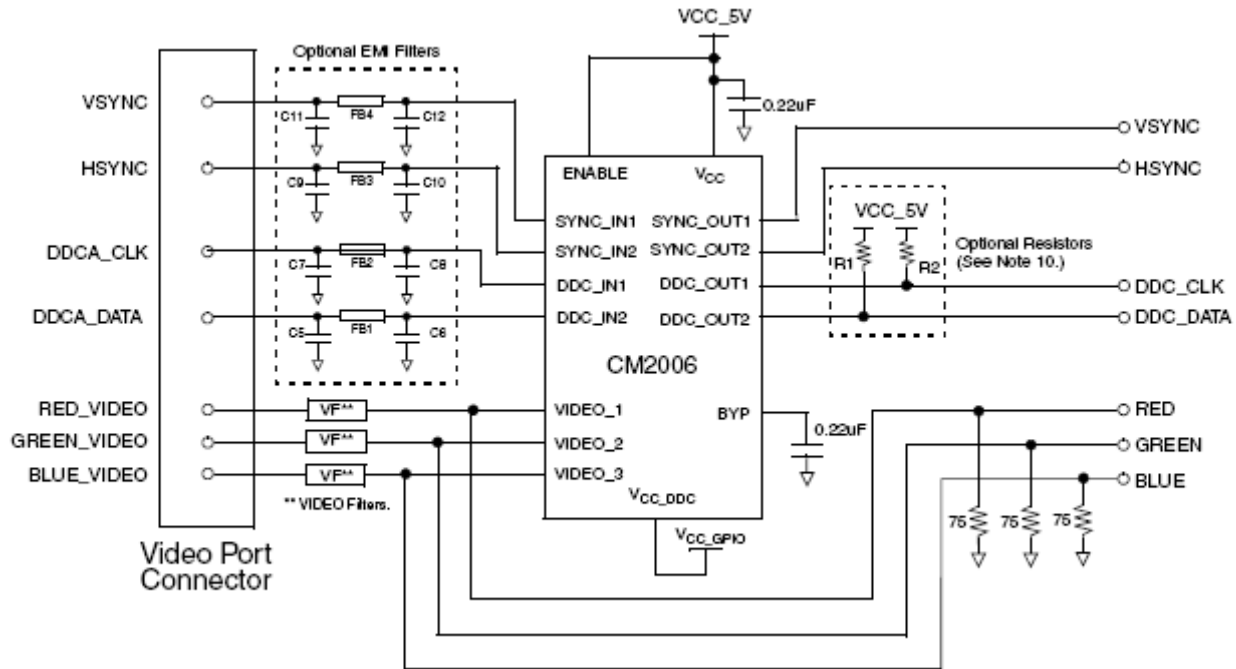 VCC_5V
Optional EMI Filters
0.22uF
VSYNC
C11
FB4
C12
VSYNC
HSYNC
C9
FB3
C10
HSYNC
ENABLE
VCC
SYNC_IN1
SYNC_OUT1
VCC_5V
SYNC_IN2
SYNC_OUT2
R1
R2
Optional Resistors
(See Note 10.)
DDCA_CLK
C7
FB2
C8
DDC_IN1
DDC_OUT1
DDC_CLK
DDCA_DATA
C5
FB1
C6
DDC_IN2
DDC_OUT2
DDC_DATA
CM2006
RED_VIDEO
VF**
VIDEO_1
BYP
RED
GREEN_VIDEO
VF**
VIDEO_2
0.22uF
GREEN
BLUE_VIDEO
VF**
VIDEO_3
BLUE
** VIDEO Filters.
VCC_DDC
75
75
75
VCC_GPIO
Video Port
Connector